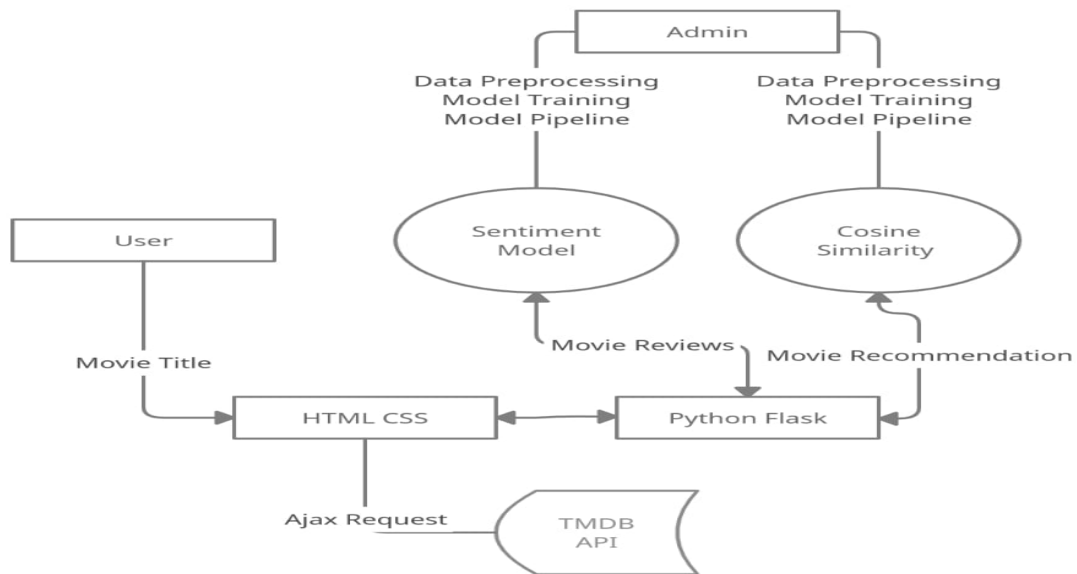 Admin
Data Preprocessing
Model Training
Model Pipeline
Data Preprocessing
Model Training
Model Pipeline
User
Sentiment
Model
Cosine
Similarity
Movie Title
Movie Reviews
Movie Recommendation
HTML CSS
Python Flask
Ajax Request
TMDB
API